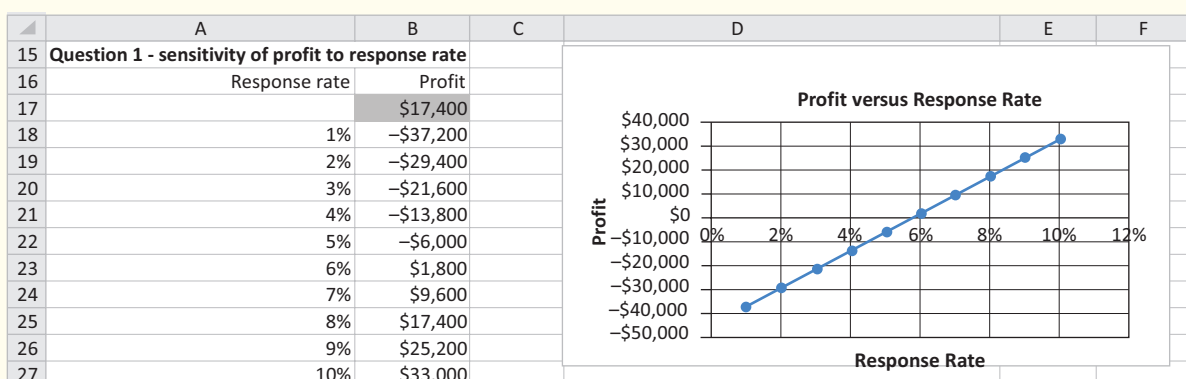 A B C D E F
15 Question 1 - sensitivity of profit to response rate
16 Response rate Profit
17 $17,400
18 1% –$37,200
19 2% –$29,400
20 3% –$21,600
21 4% –$13,800
22 5% –$6,000
23 6% $1,800
24 7% $9,600
25 8% $17,400
26 9% $25,200
27 10% $33,000
Profit versus Response Rate
Profit
$40,000
$30,000
$20,000
$10,000
$0
–$10,000
–$20,000
–$30,000
–$40,000
–$50,000
0% 2% 4% 6% 8% 10% 12%
Response Rate